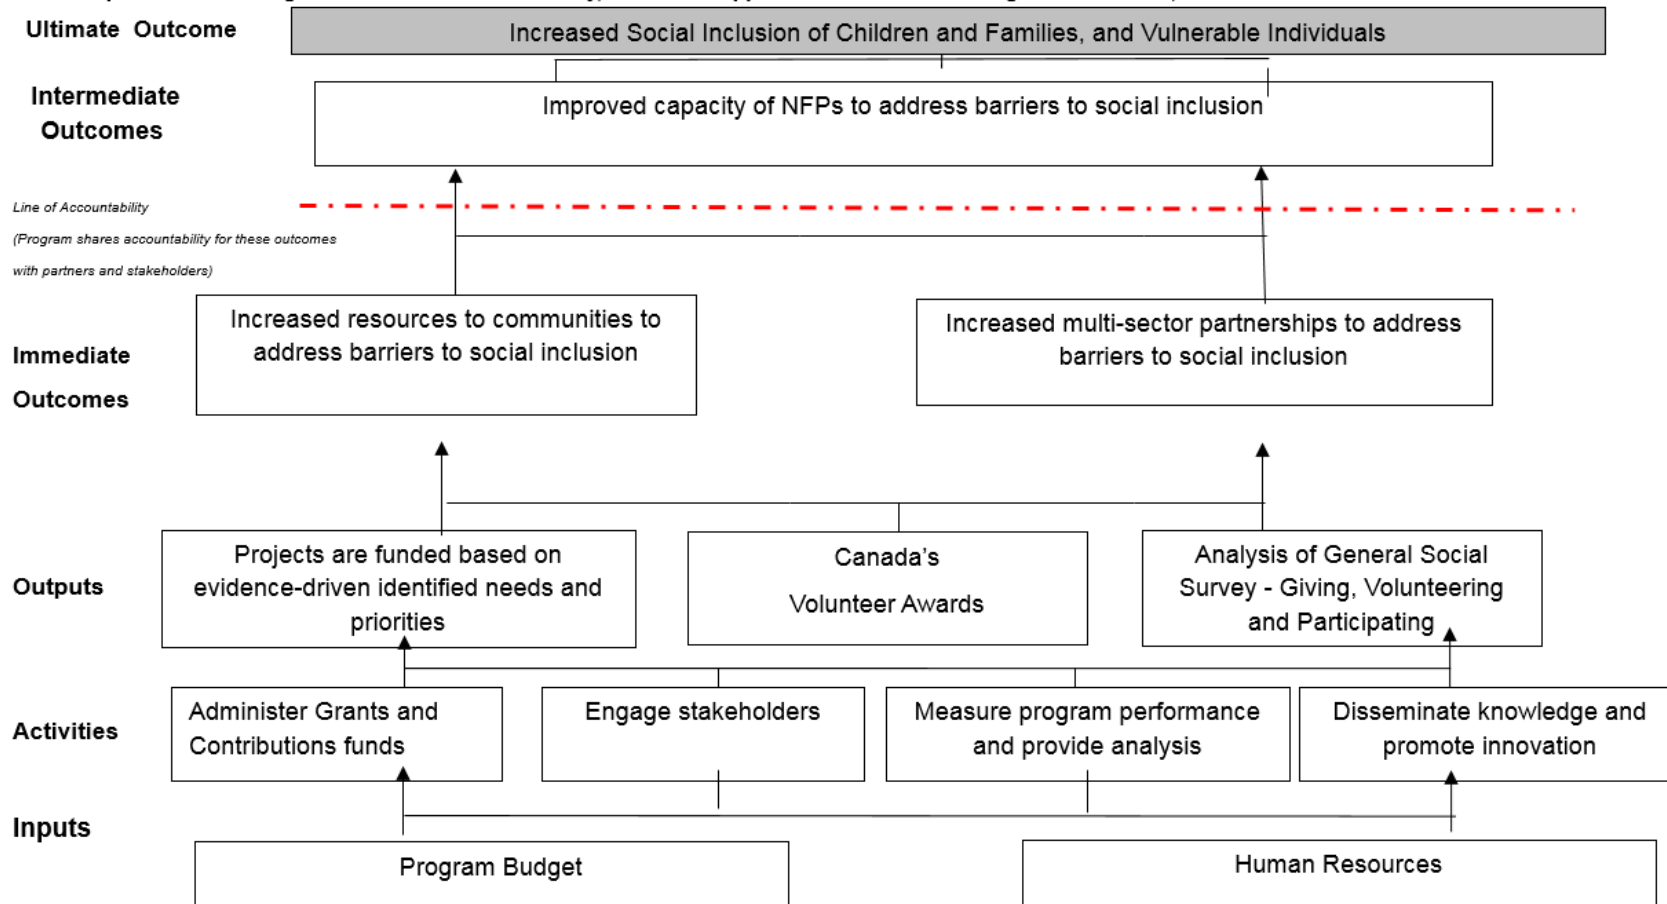 Ultimate Outcome
Increased Social Inclusion of Children and Families, and Vulnerable Individuals
Intermediate
Outcomes
Improved capacity of NFPs to address barriers to social inclusion
Line of Accountability
(Program shares accountability for these outcomes
with partners and stakeholders)
Immediate
Outcomes
Increased resources to communities to
address barriers to social inclusion
Increased multi-sector partnerships to address
barriers to social inclusion
Outputs
Projects are funded based on
evidence-driven identified needs and
priorities
Canada’s
Volunteer Awards
Analysis of General Social
Survey - Giving, Volunteering
and Participating
Activities
Administer Grants and
Contributions funds
Engage stakeholders
Measure program performance
and provide analysis
Disseminate knowledge and
promote innovation
Inputs
Program Budget
Human Resources